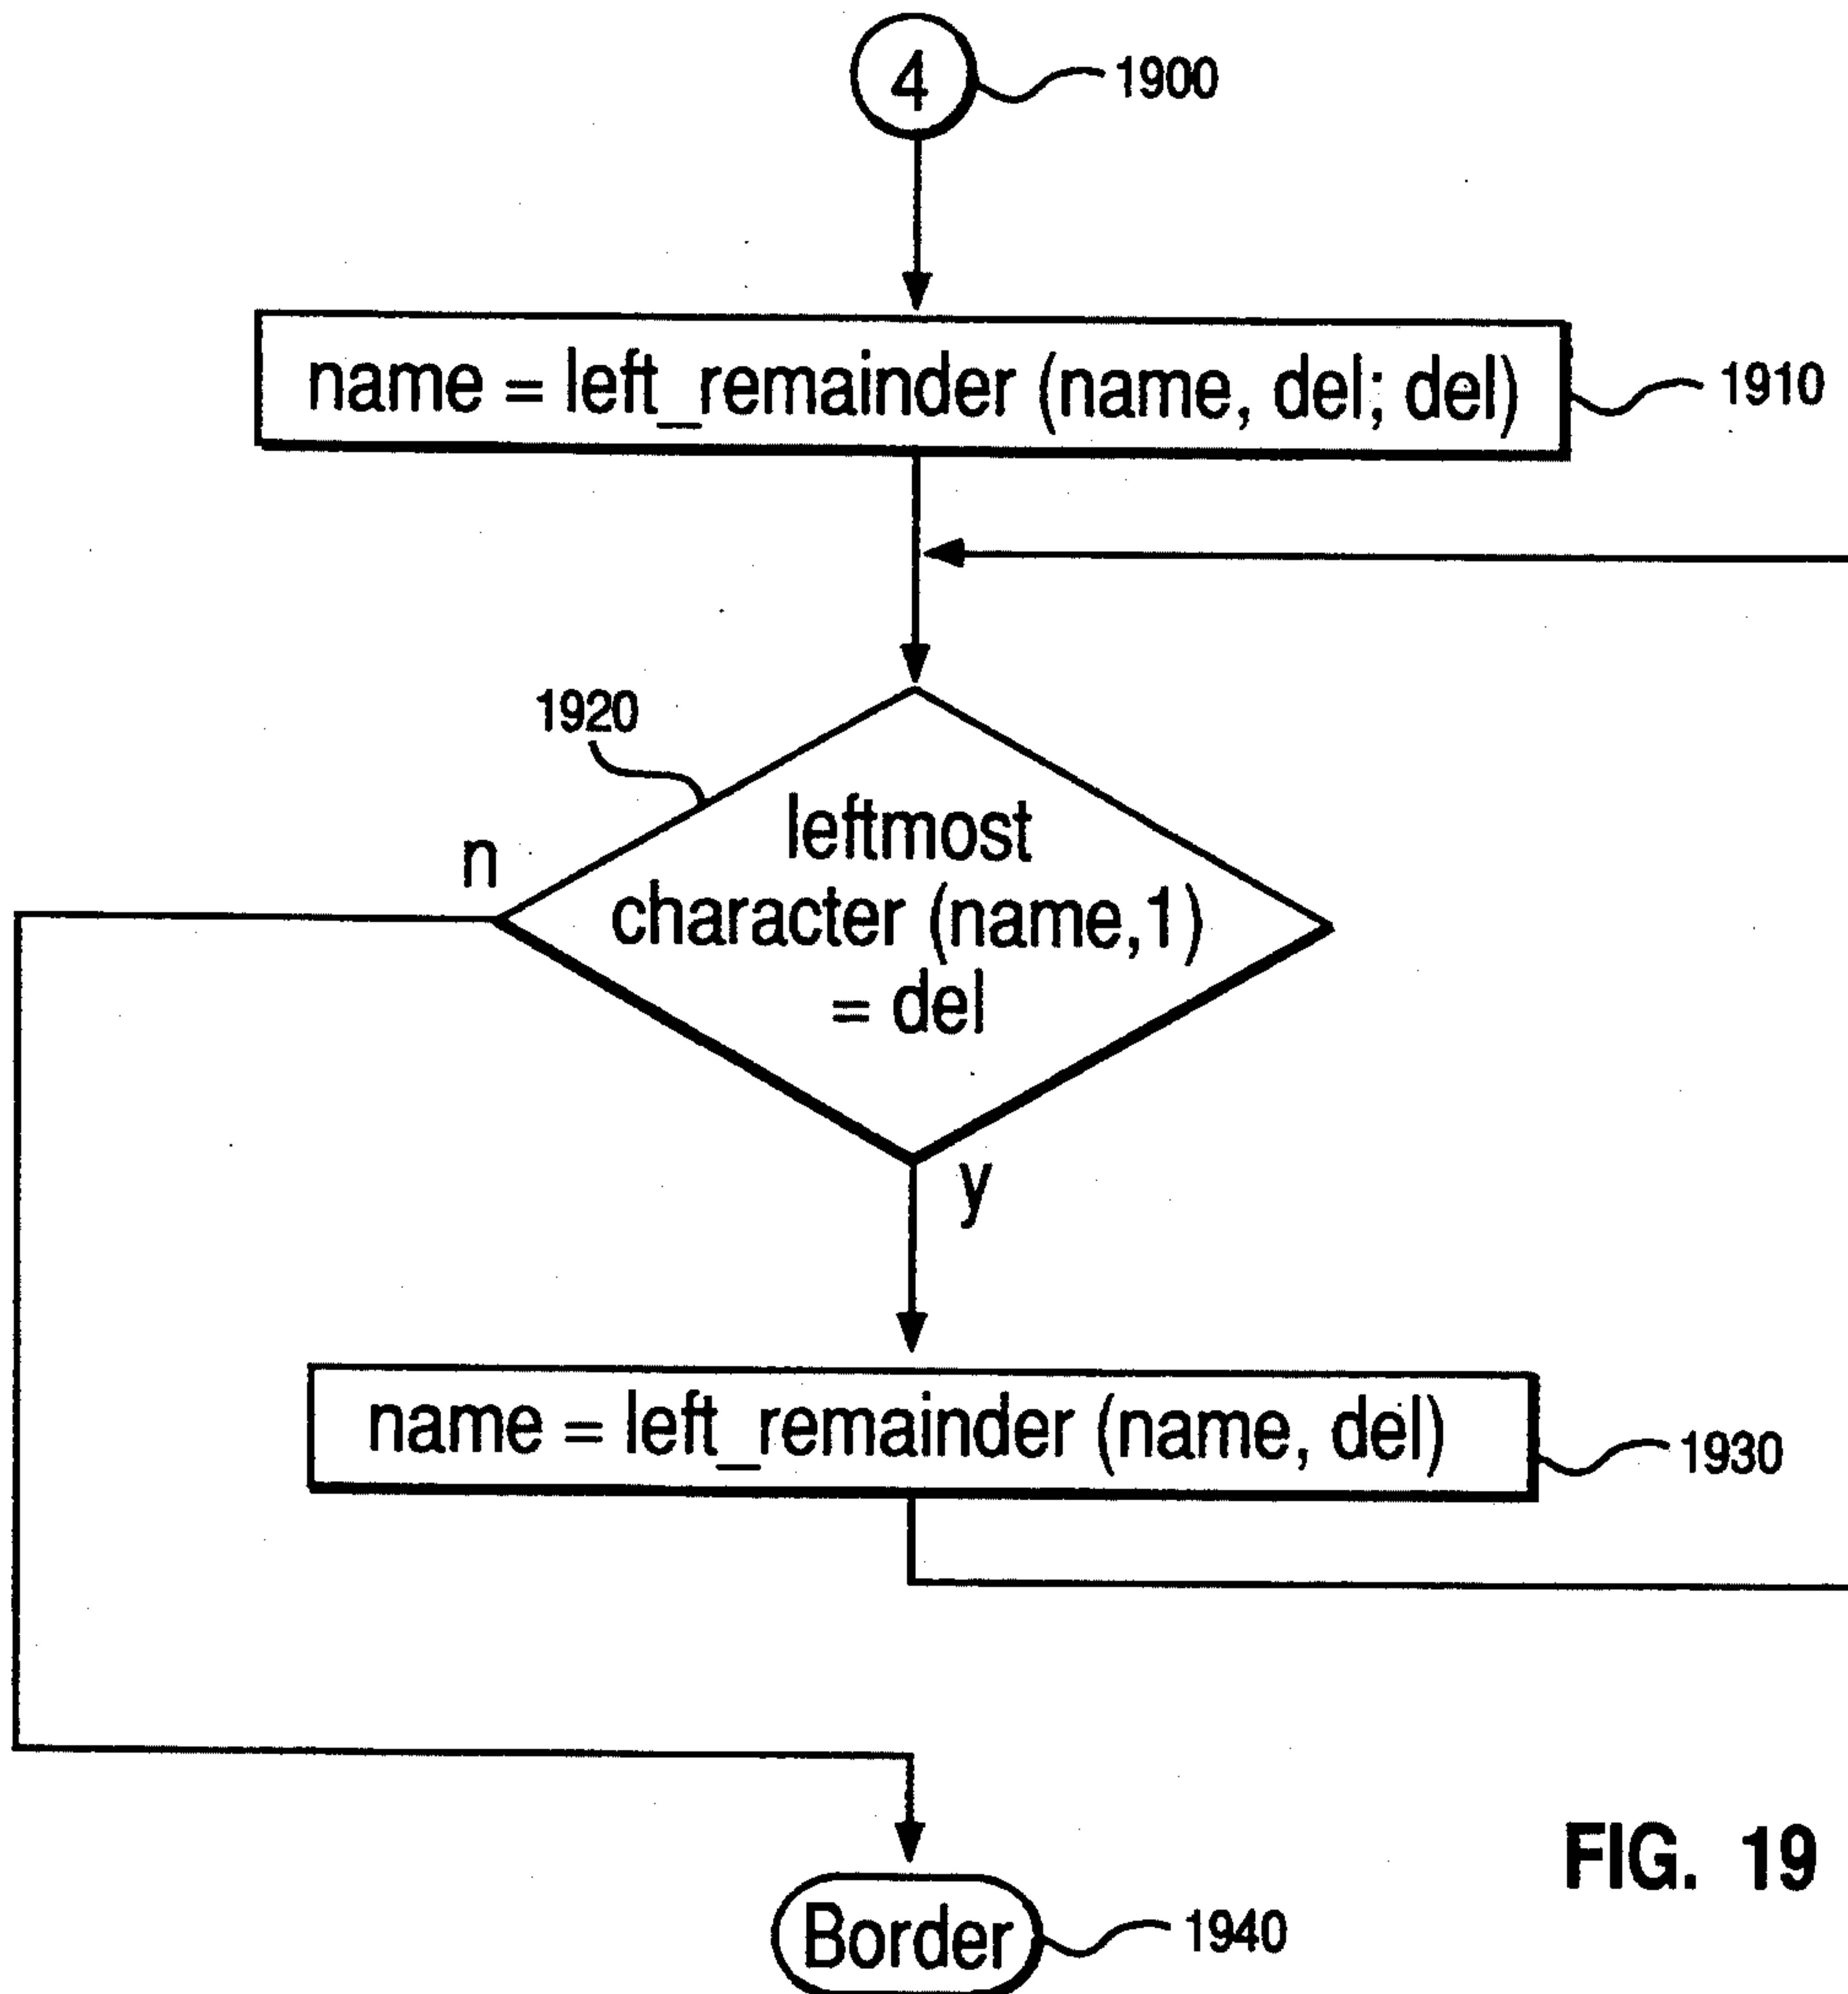 4
1900
name = left_remainder (name, del; del)
1910
1920
n
leftmost
character (name,1)
= del
y
name = left_remainder (name, del)
1930
FIG. 19
Border
1940